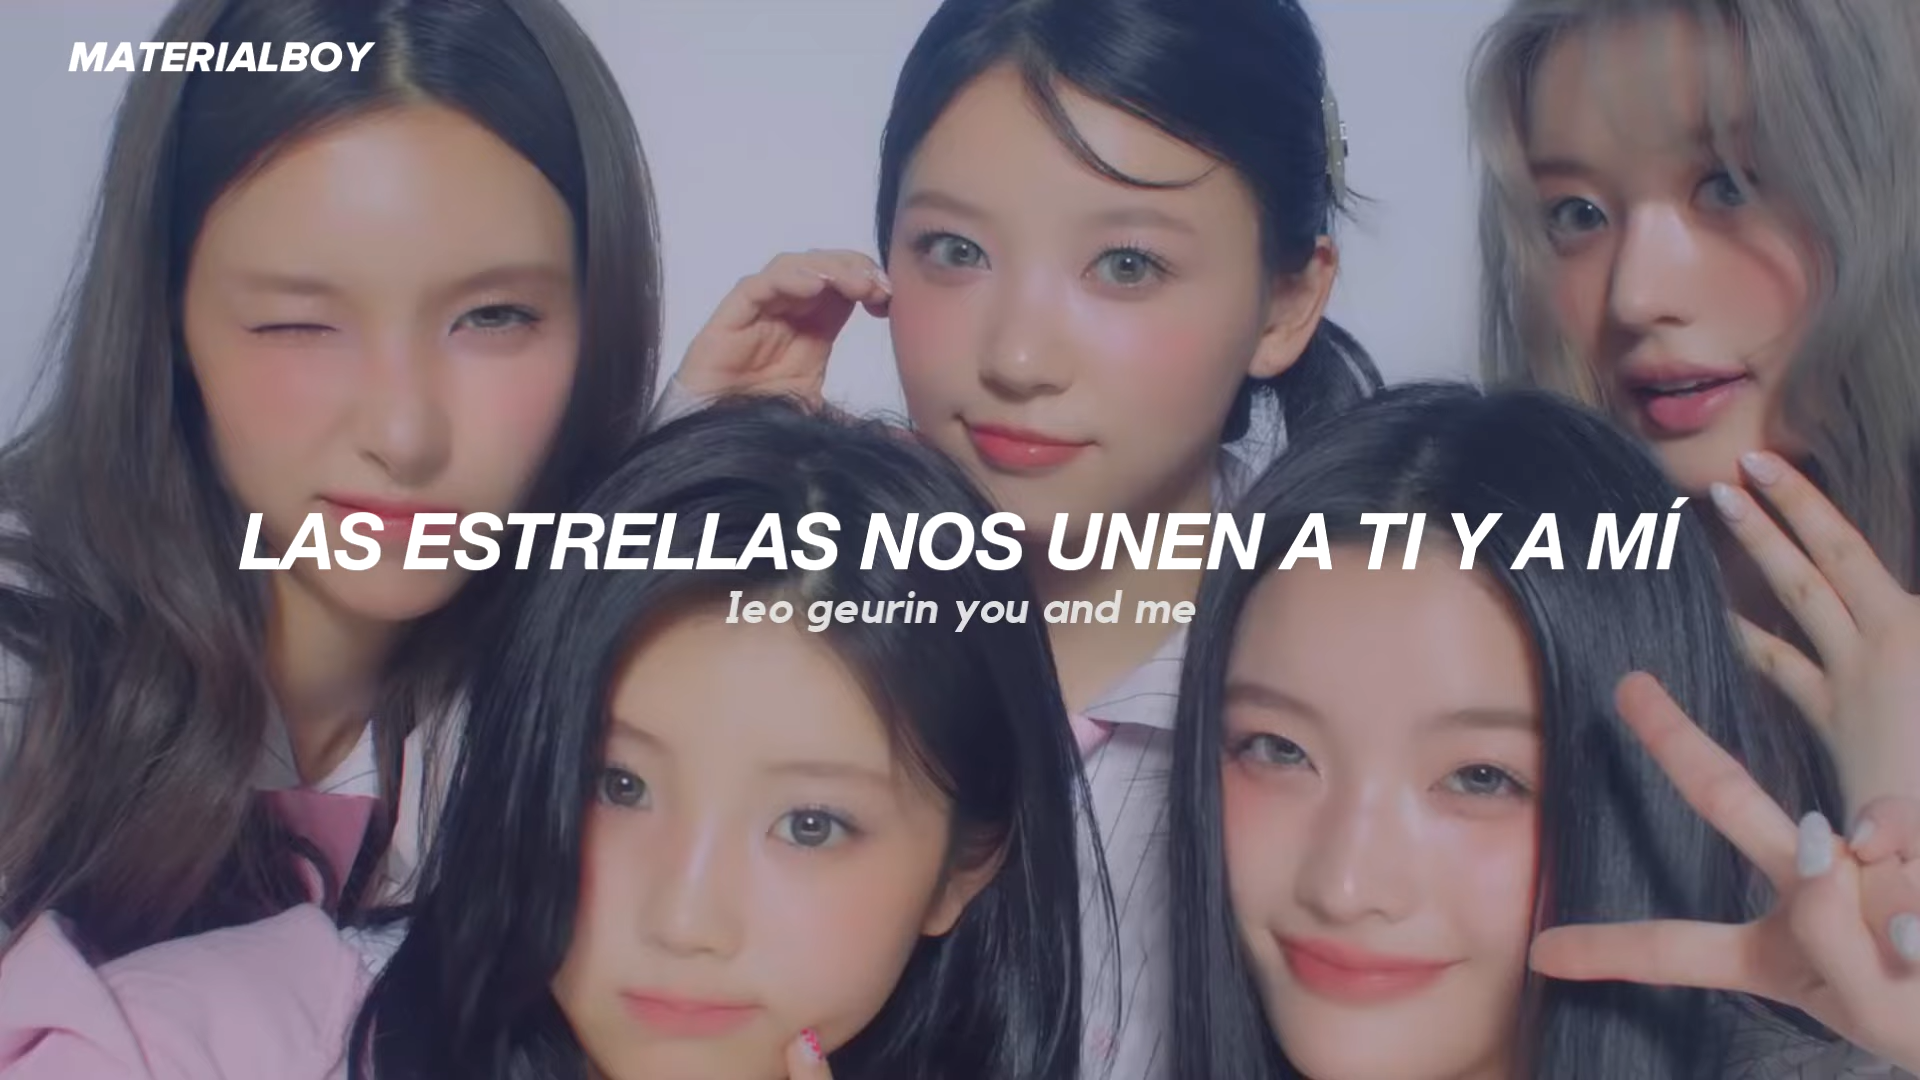 MATERIALBOY
LAS ESTRELLAS NOS UNEN A TI Y A MÍ
Ieo geurin you and me